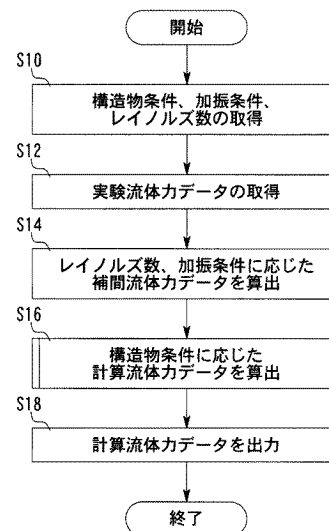 開始
S10
構造物条件、加振条件、
レイノルズ数の取得
S12
実験流体力データの取得
S14
レイノルズ数、加振条件に応じた
補間流体力データを算出
S16
構造物条件に応じた
計算流体力データを算出
S18
計算流体力データを出力
終了